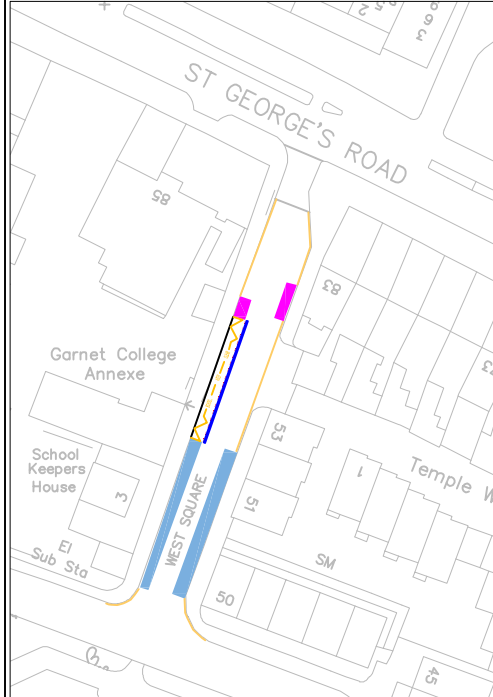 ST GEORGE'S ROAD
85
83
Garnet College
Annexe
School
Keepers
House
3
El
Sub Sta
WEST SQUARE
53
51
50
1
Temple W
SM
45